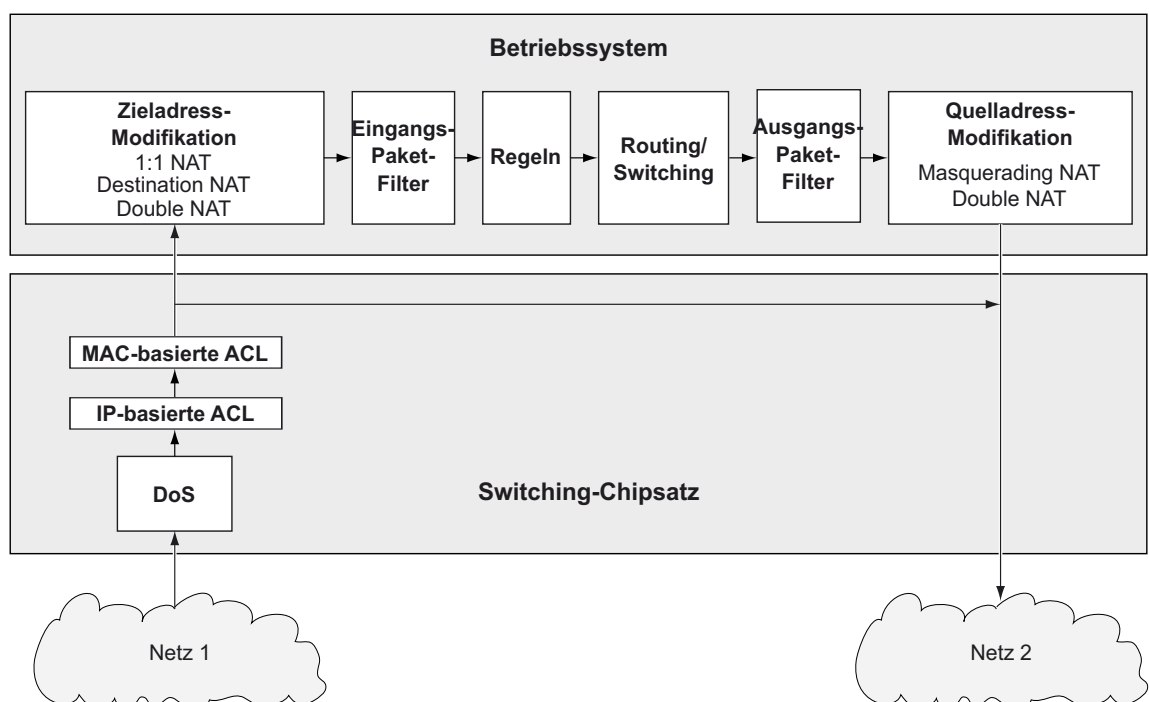 Betriebssystem
Zieladress-
Modifikation
1:1 NAT
Destination NAT
Double NAT
Eingangs-
Paket-
Filter
Regeln
Routing/
Switching
Ausgangs-
Paket-
Filter
Quelladress-
Modifikation
Masquerading NAT
Double NAT
MAC-basierte ACL
IP-basierte ACL
DoS
Switching-Chipsatz
Netz 1
Netz 2